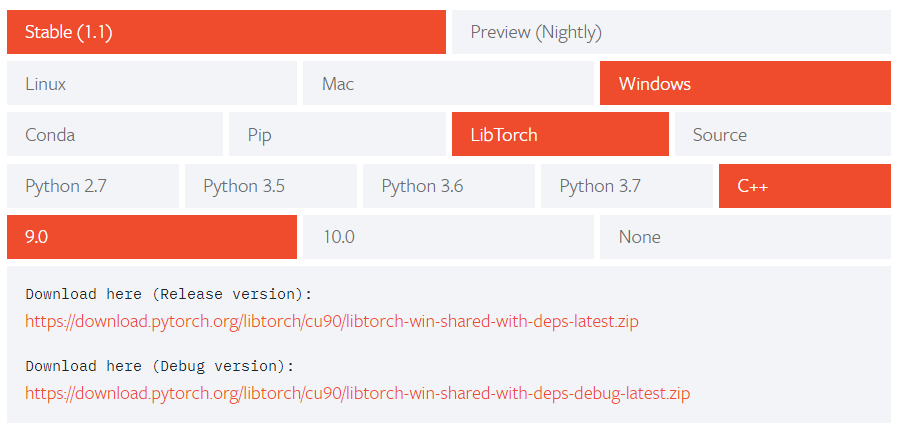 Stable (1.1) Preview (Nightly)
Linux Mac Windows
Conda Pip LibTorch Source
Python 2.7 Python 3.5 Python 3.6 Python 3.7 C++
9.0 10.0 None
Download here (Release version):
https://download.pytorch.org/libtorch/cu90/libtorch-win-shared-with-deps-latest.zip
Download here (Debug version):
https://download.pytorch.org/libtorch/cu90/libtorch-win-shared-with-deps-debug-latest.zip